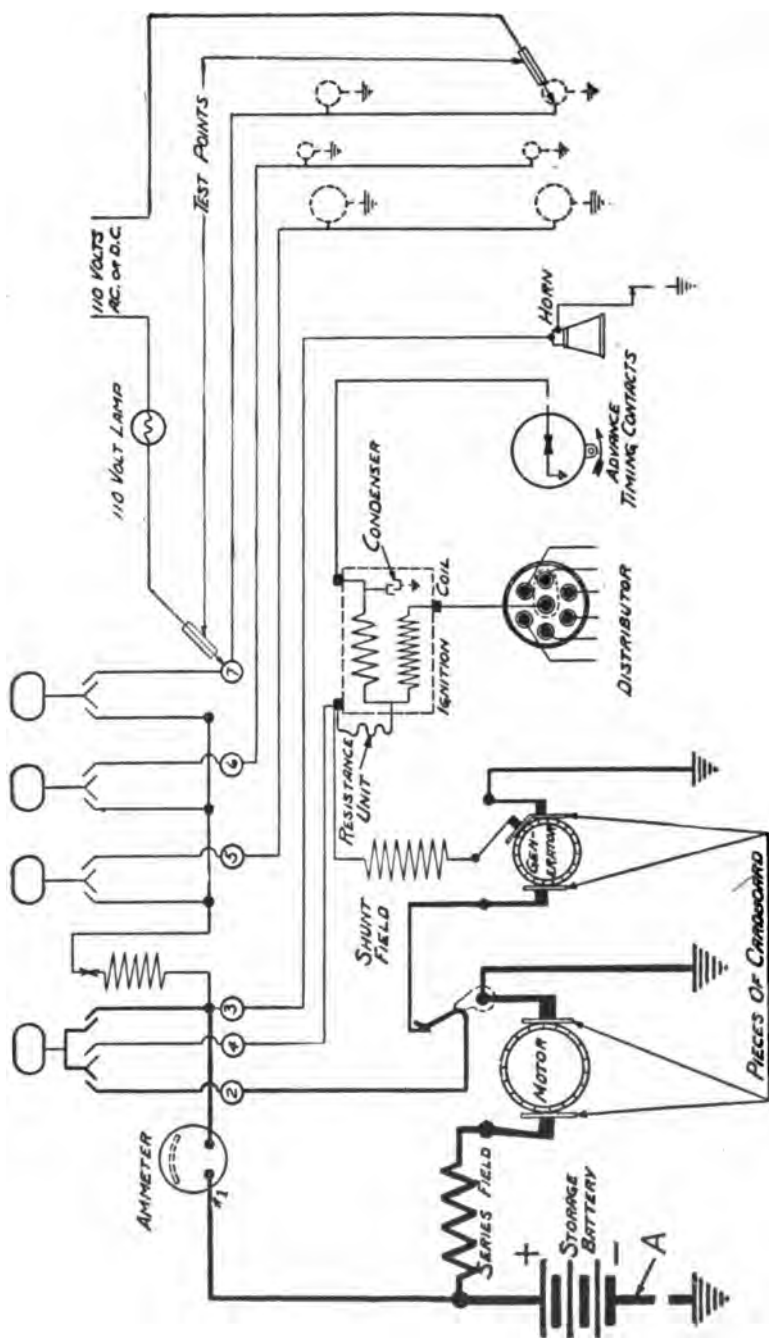 110 VOLTS
A.C. OR D.C.
TEST POINTS
110 VOLT LAMP
7
6
5
3
4
2
AMMETER
#1
HORN
ADVANCE
TIMING CONTACTS
CONDENSER
IGNITION COIL
RESISTANCE
UNIT
DISTRIBUTOR
SHUNT
FIELD
GEN-
ERATOR
MOTOR
SERIES FIELD
+
STORAGE
BATTERY
-
A
PIECES OF CARDBOARD